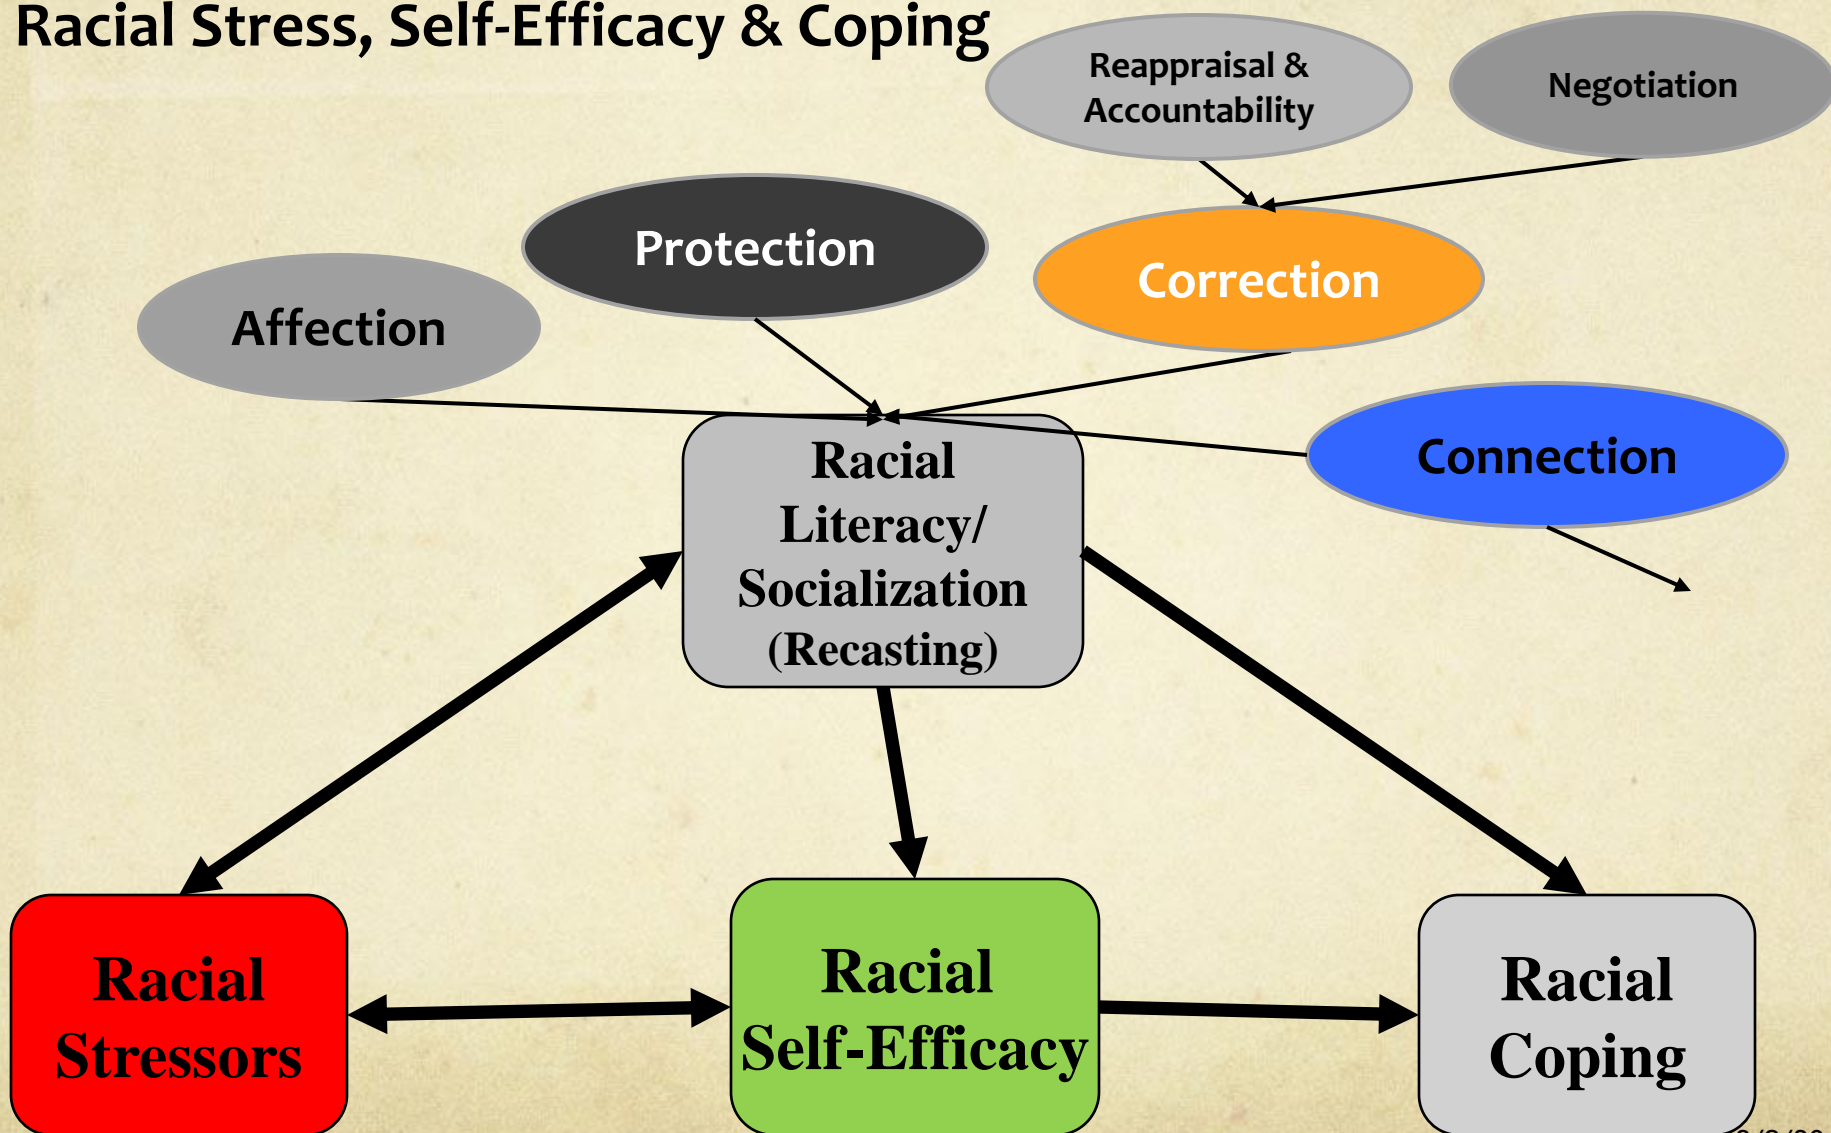 Racial Stress, Self-Efficacy & Coping
Reappraisal &
Accountability
Negotiation
Protection
Correction
Affection
Connection
Racial
Literacy/
Socialization
(Recasting)
Racial
Stressors
Racial
Self-Efficacy
Racial
Coping